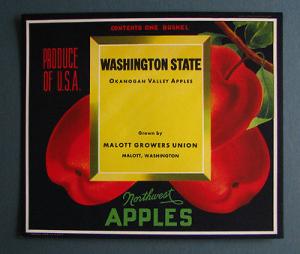 CONTENTS ONE BUSHEL
PRODUCE
OF U.S.A.
WASHINGTON STATE
OKANOGAN VALLEY APPLES
Grown by
MALOTT GROWERS UNION
MALOTT, WASHINGTON
Northwest
APPLES